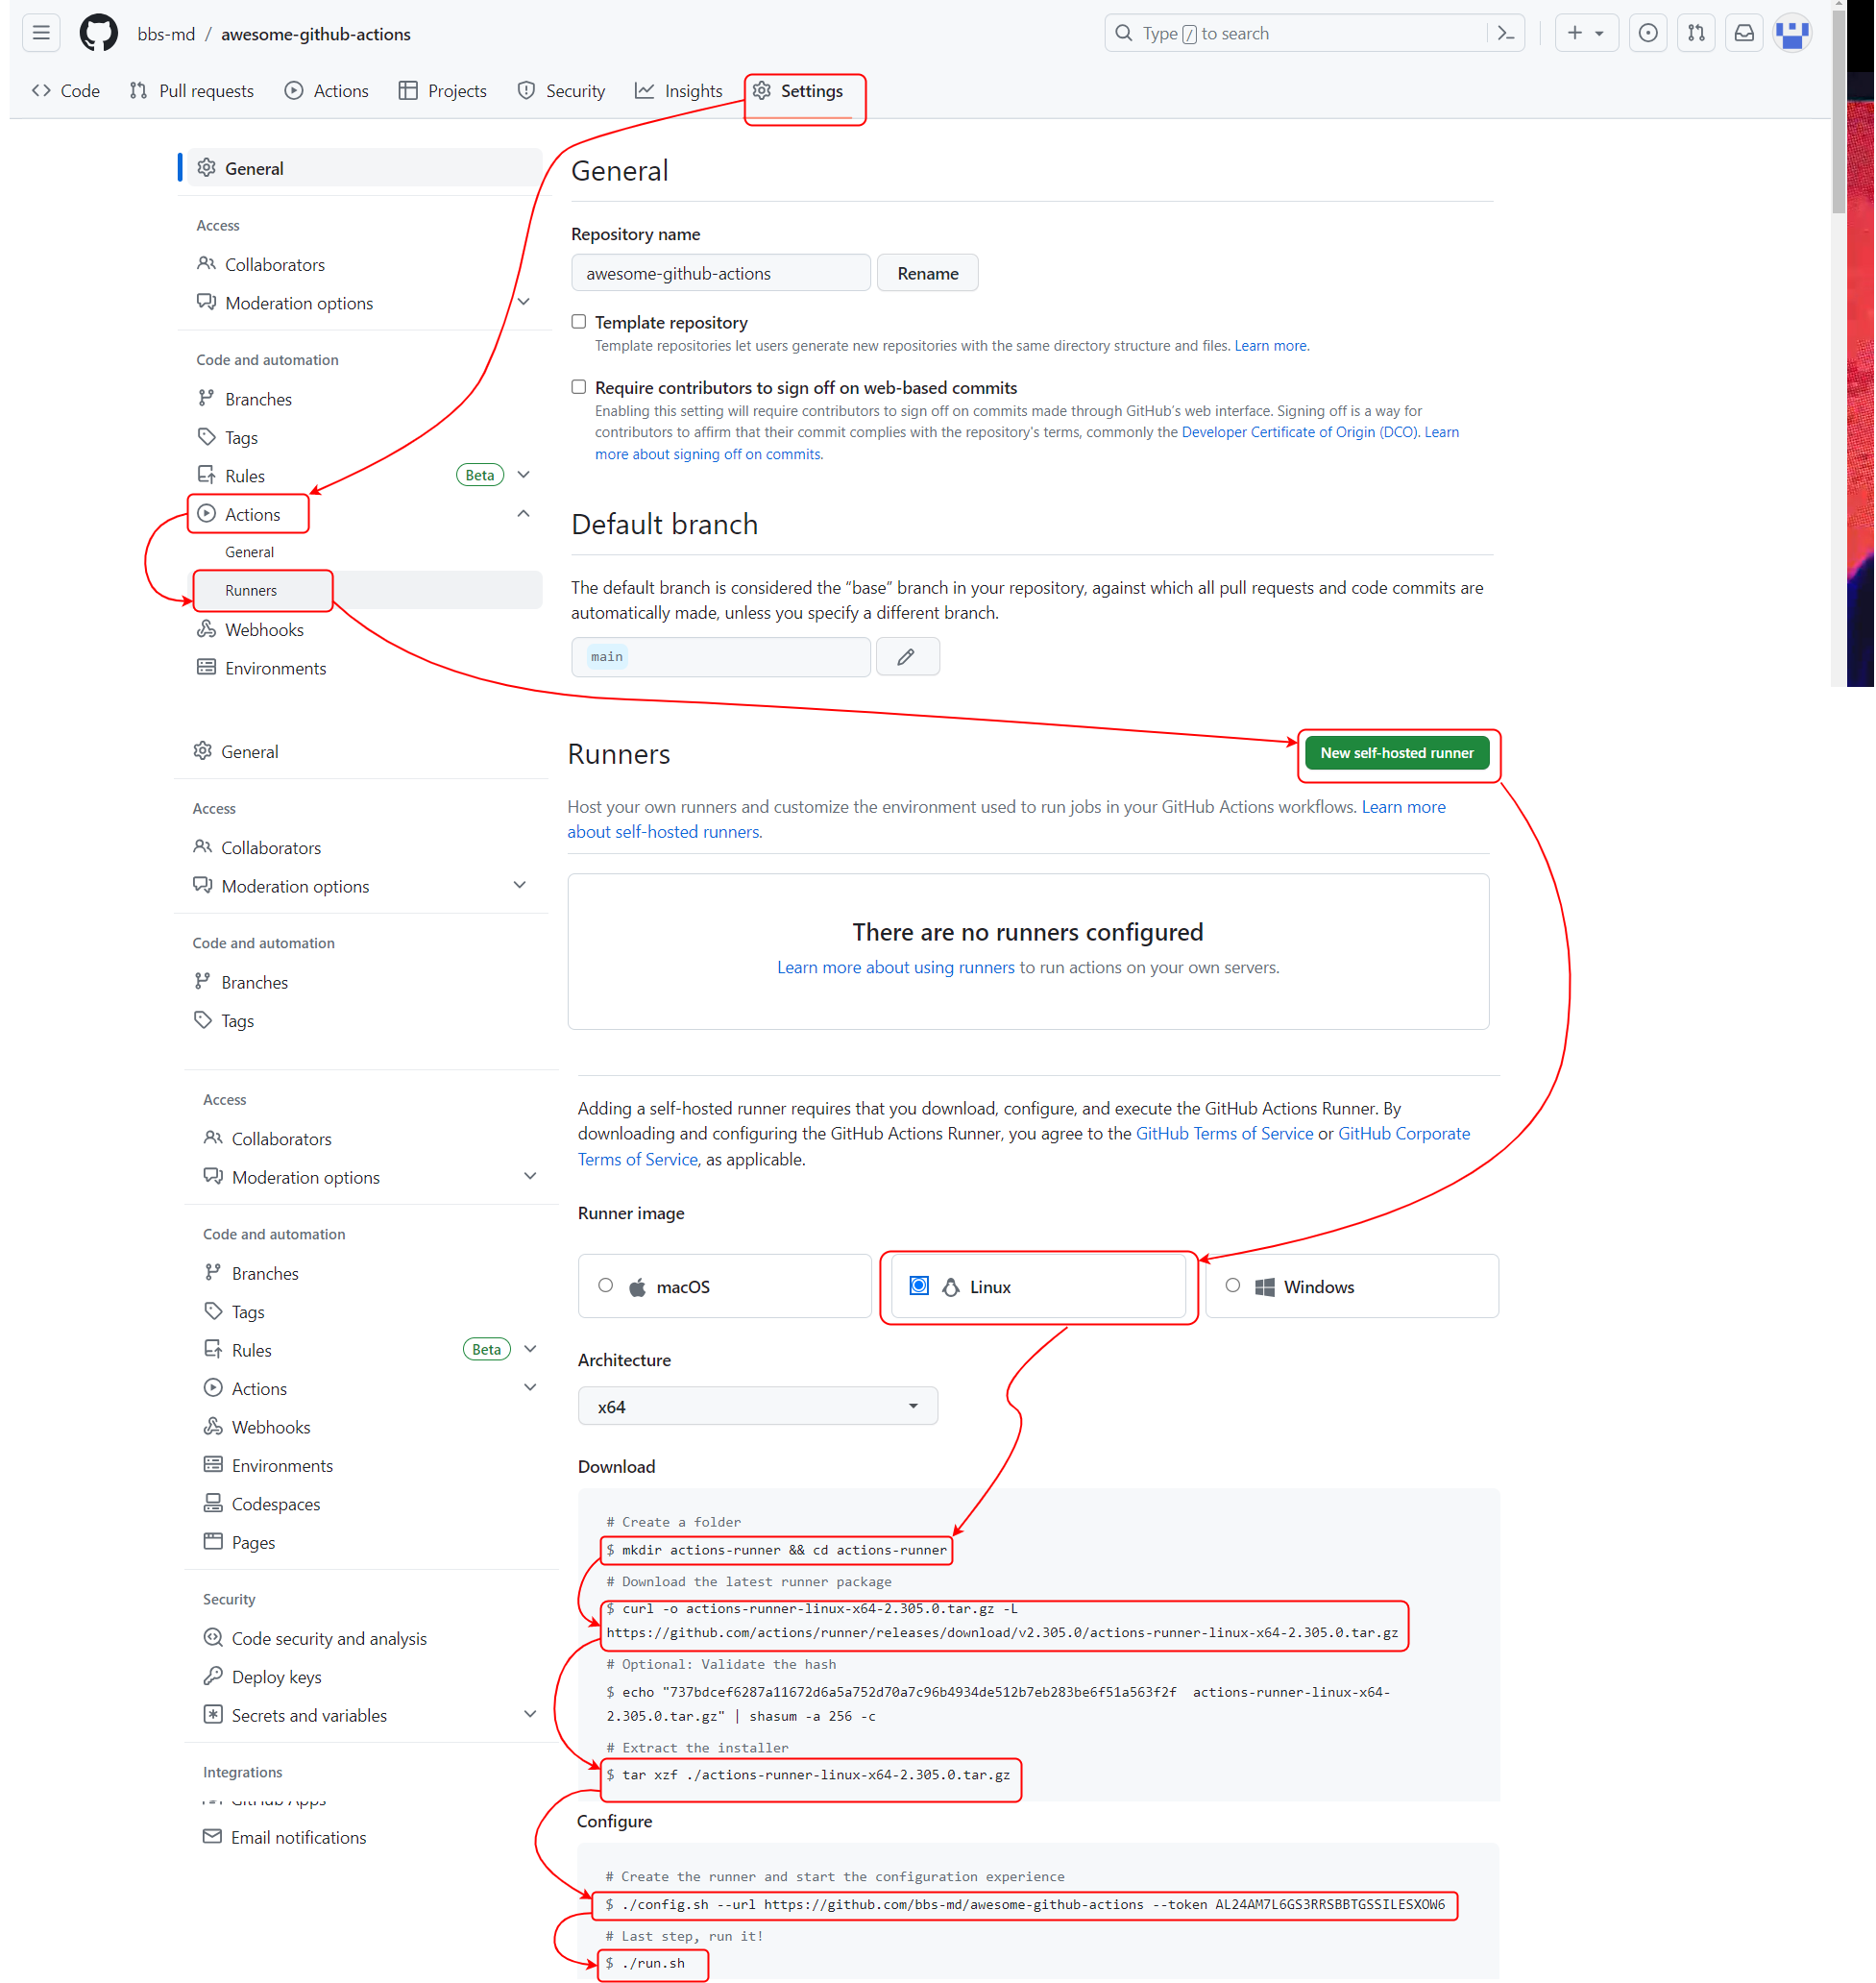 bbs-md / awesome-github-actions
Type / to search
Code Pull requests Actions Projects Security Insights Settings
General
Access
Collaborators
Moderation options
Code and automation
Branches
Tags
Rules Beta
Actions
General
Runners
Webhooks
Environments
General
Repository name
awesome-github-actions Rename
Template repository
Template repositories let users generate new repositories with the same directory structure and files. Learn more.
Require contributors to sign off on web-based commits
Enabling this setting will require contributors to sign off on commits made through GitHub's web interface. Signing off is a way for
contributors to affirm that their commit complies with the repository's terms, commonly the Developer Certificate of Origin (DCO). Learn
more about signing off on commits.
Default branch
The default branch is considered the “base” branch in your repository, against which all pull requests and code commits are
automatically made, unless you specify a different branch.
main
General
Access
Collaborators
Moderation options
Code and automation
Branches
Tags
Runners
New self-hosted runner
Host your own runners and customize the environment used to run jobs in your GitHub Actions workflows. Learn more
about self-hosted runners.
There are no runners configured
Learn more about using runners to run actions on your own servers.
Access
Collaborators
Moderation options
Code and automation
Branches
Tags
Rules Beta
Actions
Webhooks
Environments
Codespaces
Pages
Security
Code security and analysis
Deploy keys
Secrets and variables
Integrations
GitHub Apps
Email notifications
Adding a self-hosted runner requires that you download, configure, and execute the GitHub Actions Runner. By
downloading and configuring the GitHub Actions Runner, you agree to the GitHub Terms of Service or GitHub Corporate
Terms of Service, as applicable.
Runner image
macOS Linux Windows
Architecture
x64
Download
# Create a folder
$ mkdir actions-runner && cd actions-runner
# Download the latest runner package
$ curl -o actions-runner-linux-x64-2.305.0.tar.gz -L
https://github.com/actions/runner/releases/download/v2.305.0/actions-runner-linux-x64-2.305.0.tar.gz
# Optional: Validate the hash
$ echo "737bdcef6287a11672d6a5a752d70a7c96b4934de512b7eb283be6f51a563f2f  actions-runner-linux-x64-
2.305.0.tar.gz" | shasum -a 256 -c
# Extract the installer
$ tar xzf ./actions-runner-linux-x64-2.305.0.tar.gz
Configure
# Create the runner and start the configuration experience
$ ./config.sh --url https://github.com/bbs-md/awesome-github-actions --token AL24AM7L6GS3RRSBBTGSSILESXOW6
# Last step, run it!
$ ./run.sh